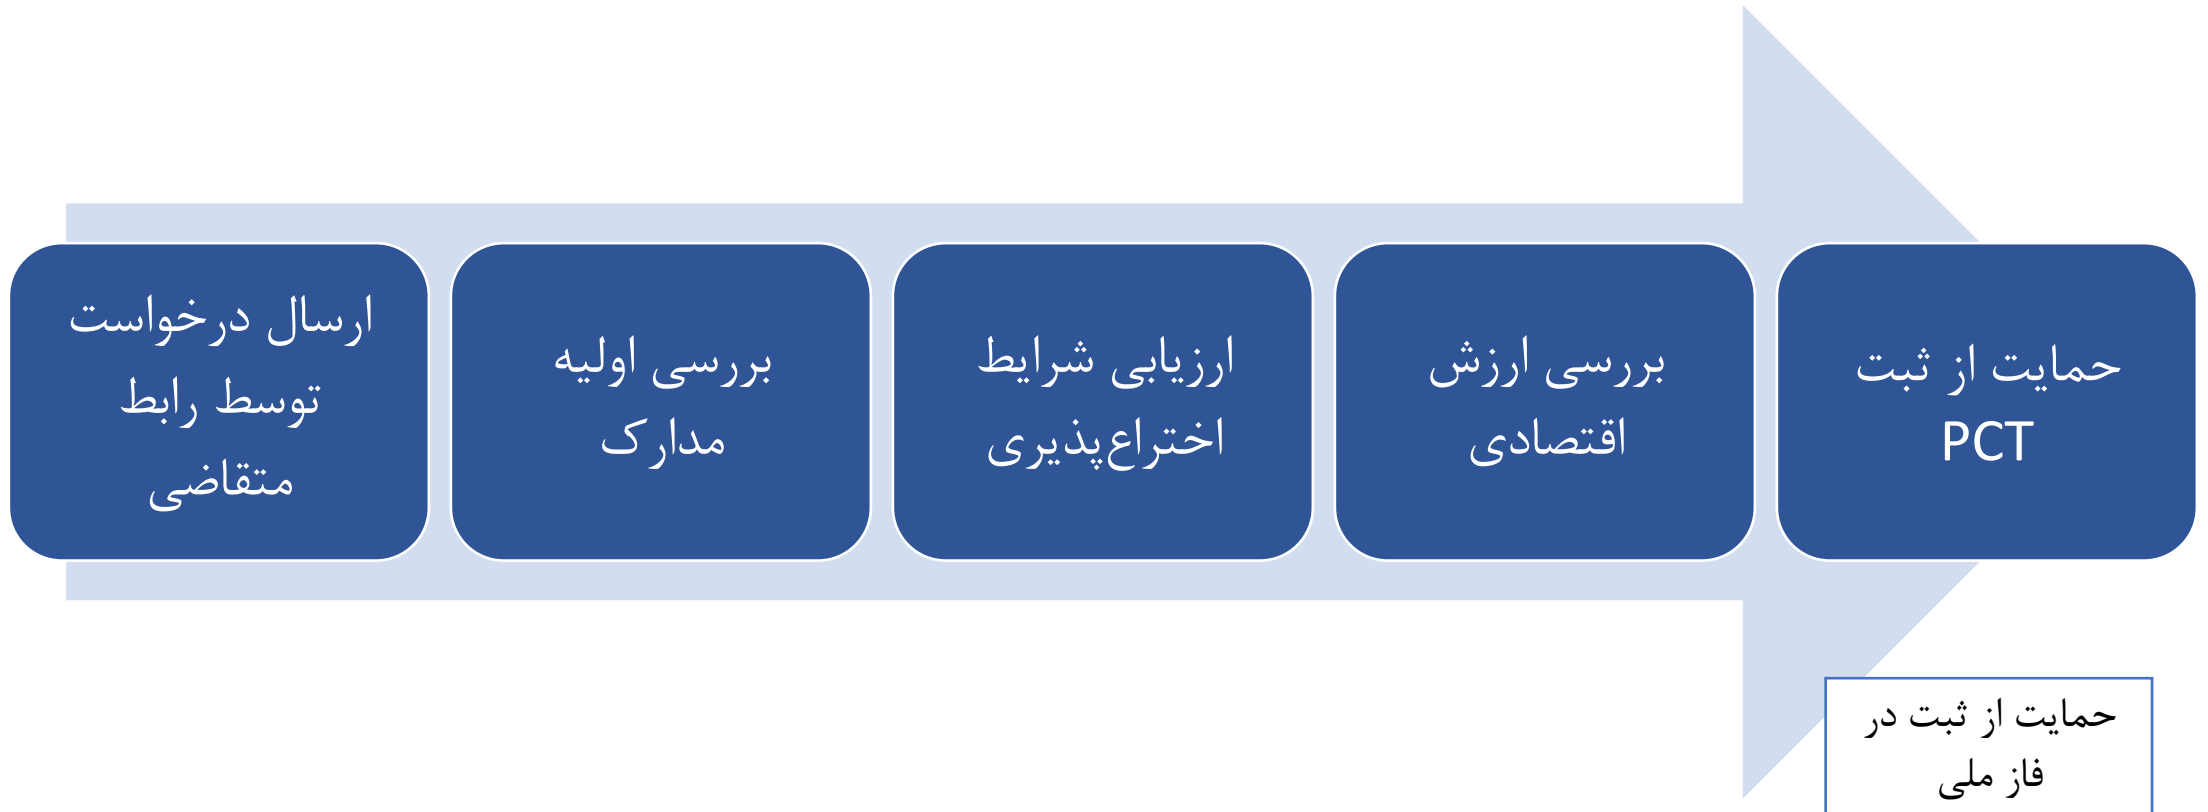 ارسال درخواست
توسط رابط
متقاضی
بررسی اولیه
مدارک
ارزیابی شرایط
اختراع‌پذیری
بررسی ارزش
اقتصادی
حمایت از ثبت
PCT
حمایت از ثبت در
فاز ملی